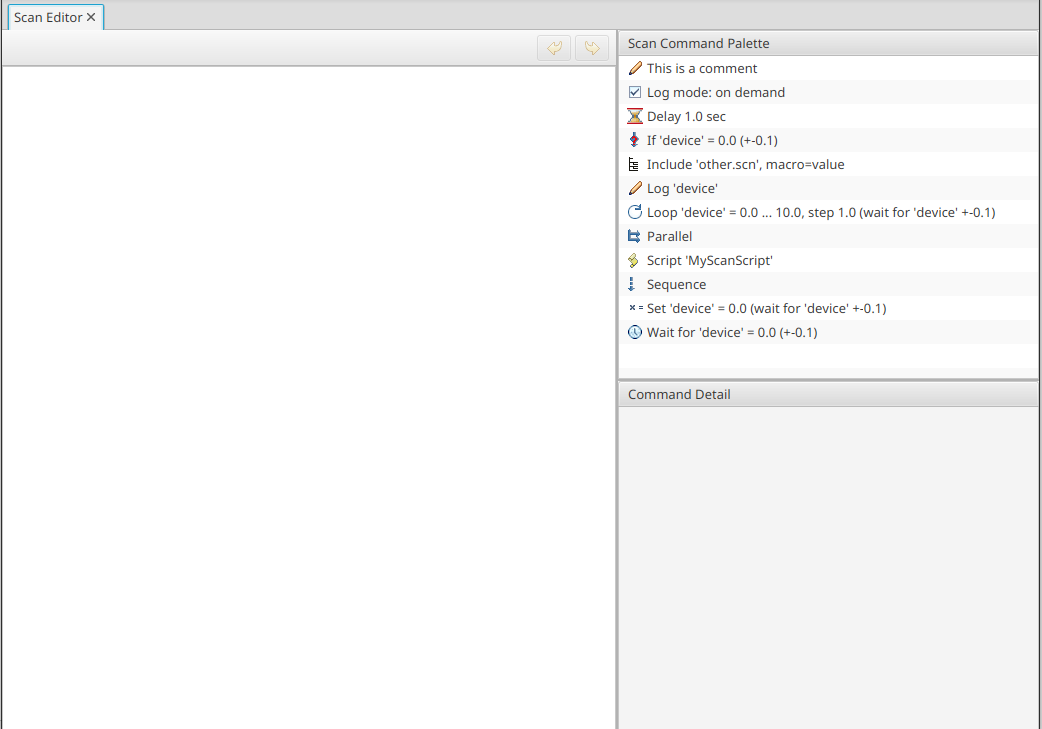 Scan Editor
Scan Command Palette
This is a comment
Log mode: on demand
Delay 1.0 sec
If 'device' = 0.0 (+-0.1)
Include 'other.scn', macro=value
Log 'device'
Loop 'device' = 0.0 ... 10.0, step 1.0 (wait for 'device' +-0.1)
Parallel
Script 'MyScanScript'
Sequence
Set 'device' = 0.0 (wait for 'device' +-0.1)
Wait for 'device' = 0.0 (+-0.1)
Command Detail